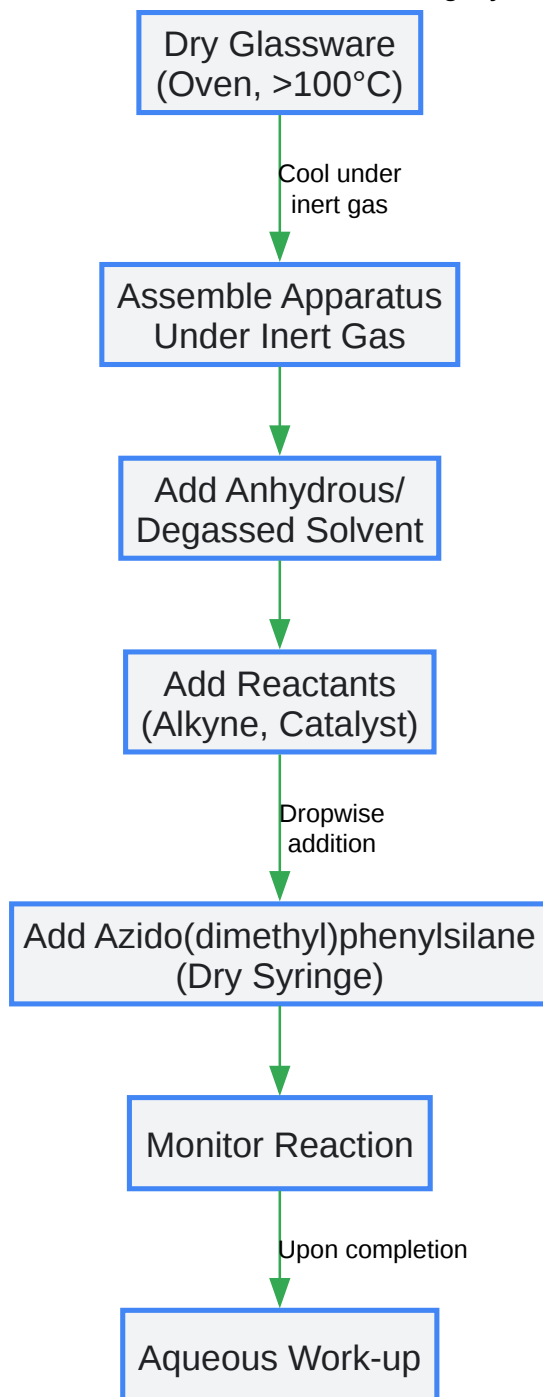 Dry Glassware
(Oven, >100°C)
Cool under
inert gas
Assemble Apparatus
Under Inert Gas
Add Anhydrous/
Degassed Solvent
Add Reactants
(Alkyne, Catalyst)
Dropwise
addition
Add Azido(dimethyl)phenylsilane
(Dry Syringe)
Monitor Reaction
Upon completion
Aqueous Work-up